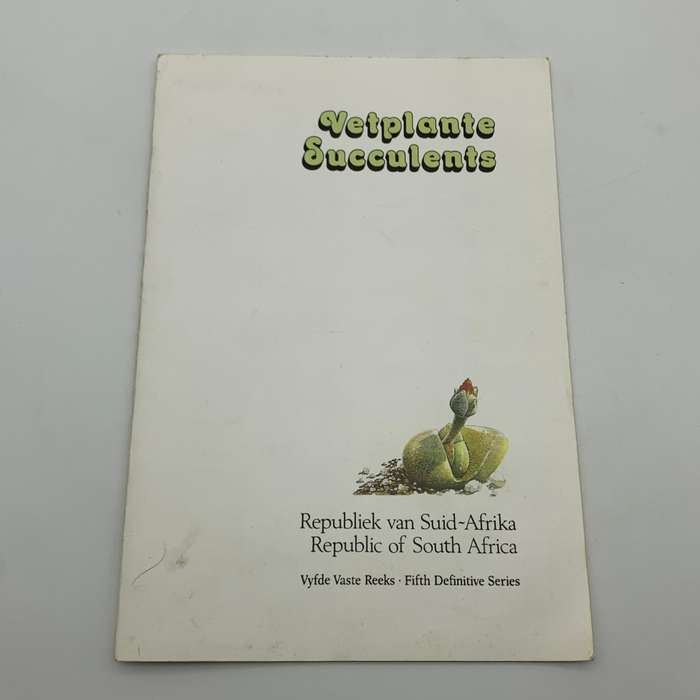 Vetplante
Succulents
Republiek van Suid-Afrika
Republic of South Africa
Vyfde Vaste Reeks · Fifth Definitive Series